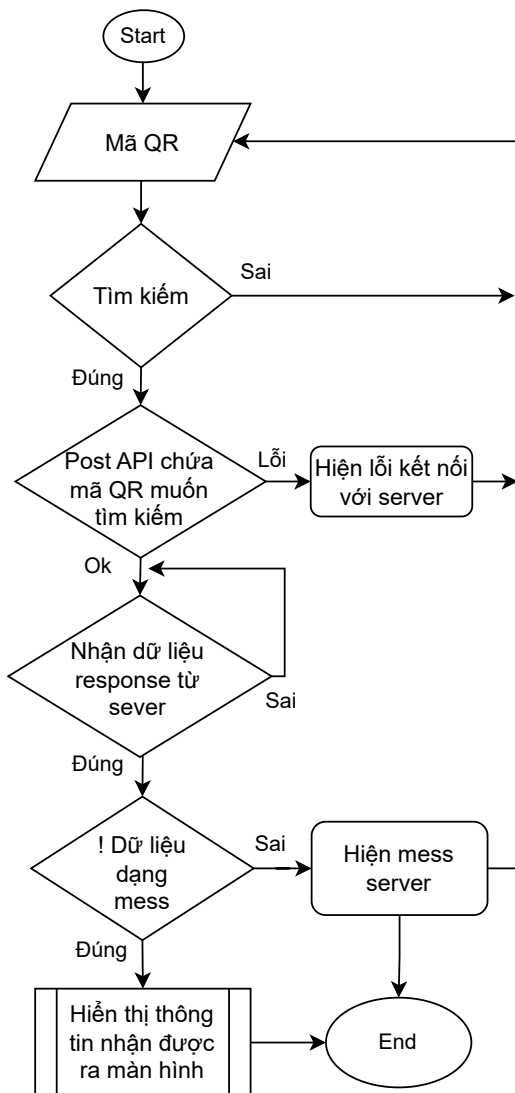 Start
Mã QR
Tìm kiếm
Sai
Đúng
Post API chứa
mã QR muốn
tìm kiếm
Lỗi
Hiện lỗi kết nối
với server
Ok
Nhận dữ liệu
response từ
sever
Sai
Đúng
! Dữ liệu
dạng
mess
Sai
Hiện mess
server
Đúng
Hiển thị thông
tin nhận được
ra màn hình
End